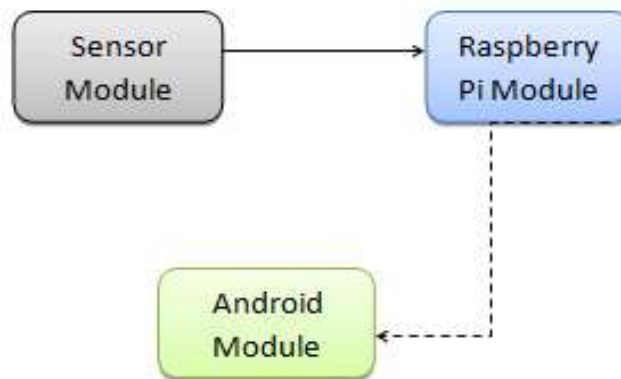 Sensor
Module
Raspberry
Pi Module
Android
Module